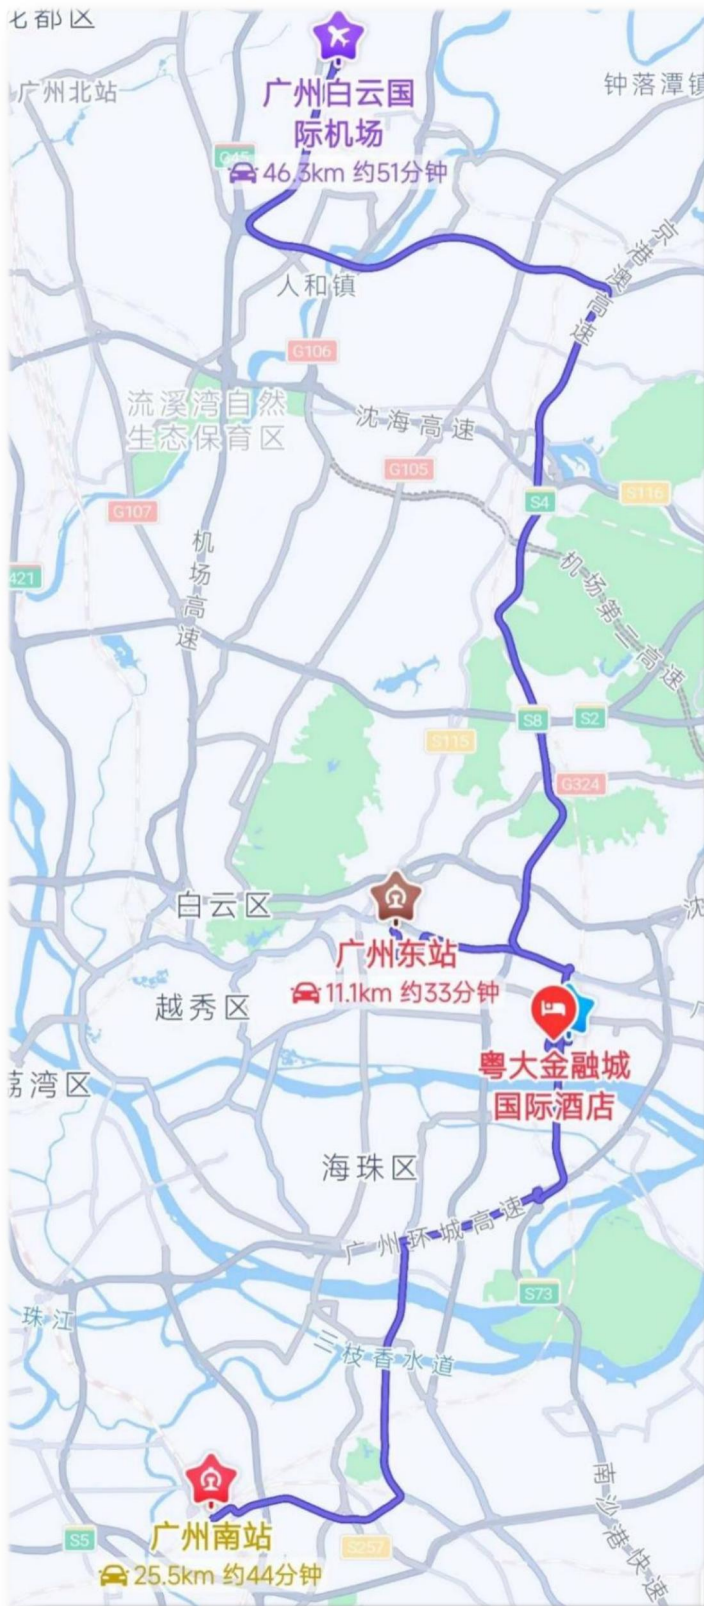 花都区
广州北站
钟落潭镇
广州白云国
际机场
G45
46.3km 约51分钟
京港澳高速
人和镇
G106
流溪湾自然
生态保育区
沈海高速
G105
S116
S4
G107
机场高速
机场第二高速
421
S8
S2
S115
G324
白云区
沈
广州东站
11.1km 约33分钟
越秀区
荔湾区
粤大金融城
国际酒店
海珠区
广州环城高速
S73
珠江
三枝香水道
南沙港快速
广州南站
S5
S257
25.5km 约44分钟